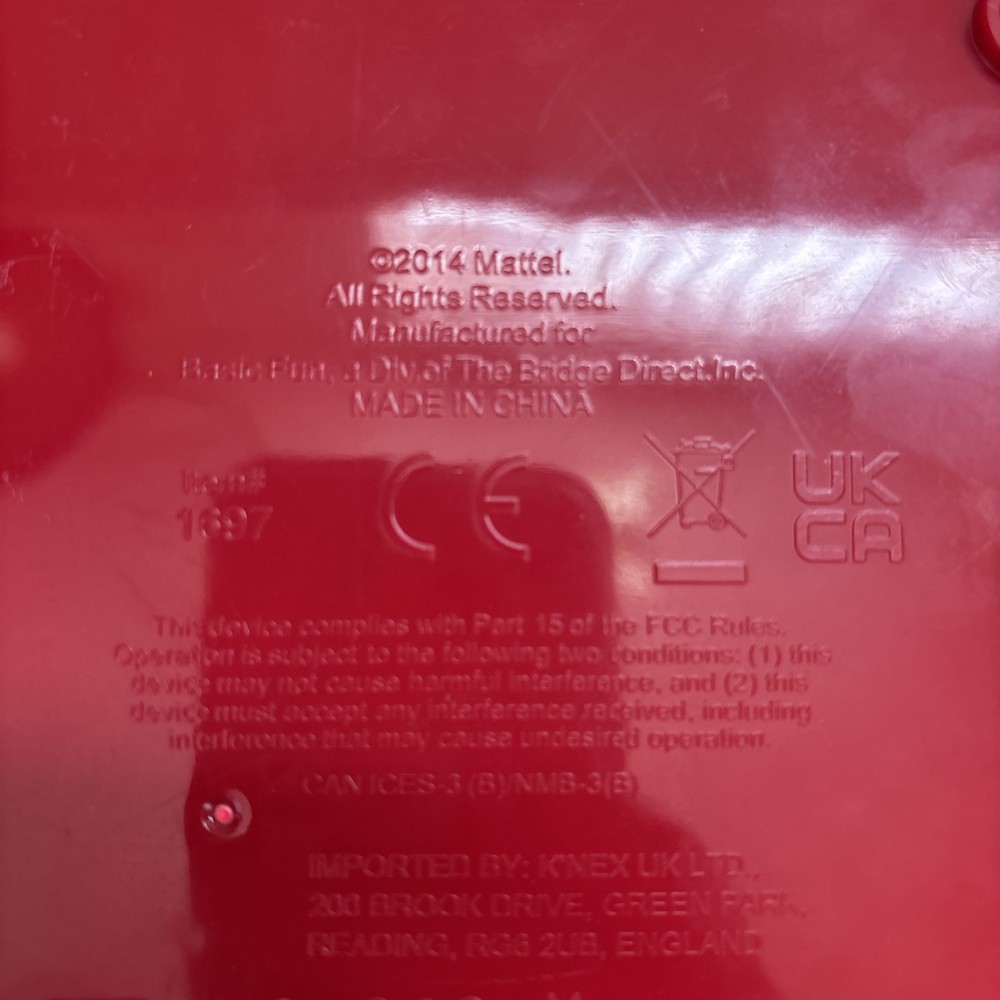 ©2014 Mattel.
All Rights Reserved.
Manufactured for
Basic Fun, a Div.of The Bridge Direct.Inc.
MADE IN CHINA
Item#
1697
CE
UK
CA
This device complies with Part 15 of the FCC Rules.
Operation is subject to the following two conditions: (1) this
device may not cause harmful interference, and (2) this
device must accept any interference received, including
interference that may cause undesired operation.
CAN ICES-3 (B)/NMB-3(B)
IMPORTED BY: K'NEX UK LTD.,
200 BROOK DRIVE, GREEN PARK,
READING, RG6 2UB, ENGLAND